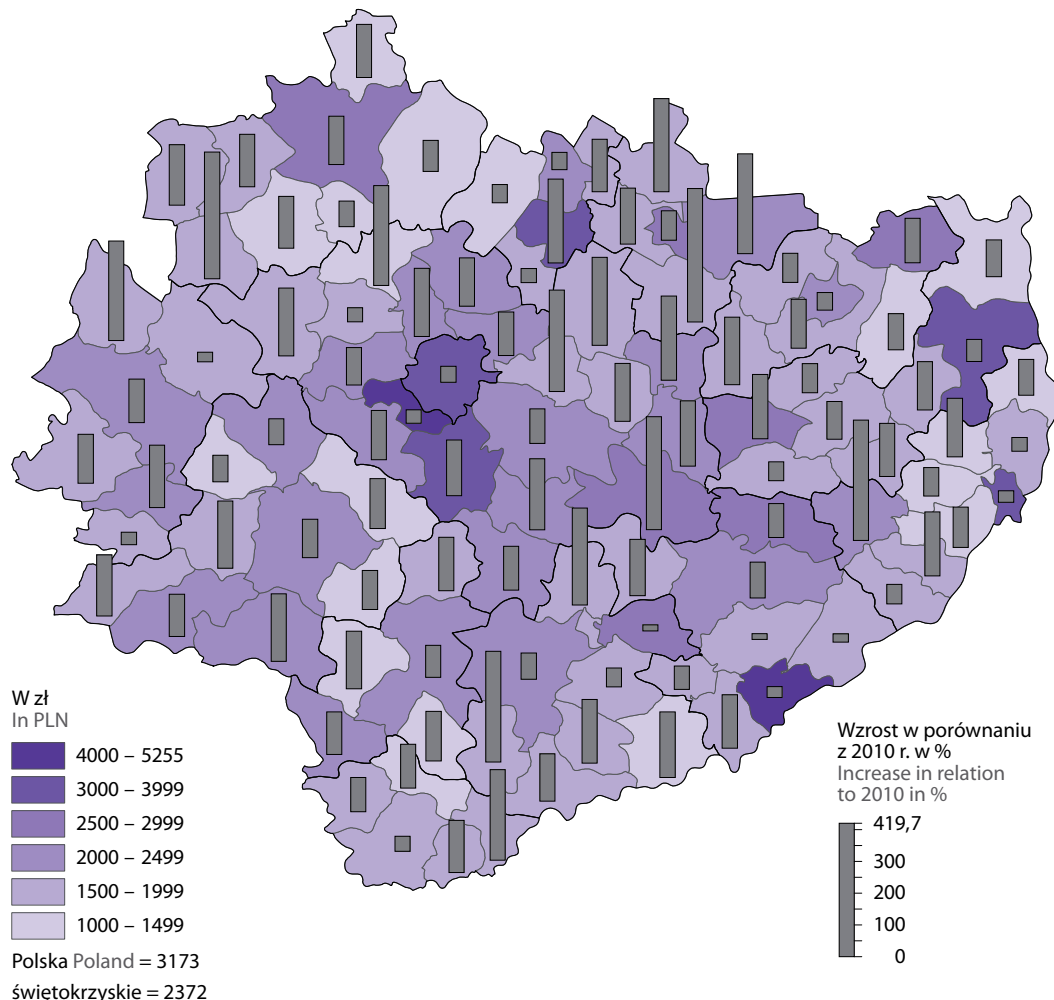 W zł
In PLN
4000 – 5255
3000 – 3999
2500 – 2999
2000 – 2499
1500 – 1999
1000 – 1499
Polska Poland = 3173
świętokrzyskie = 2372
Wzrost w porównaniu
z 2010 r. w %
Increase in relation
to 2010 in %
419,7
300
200
100
0